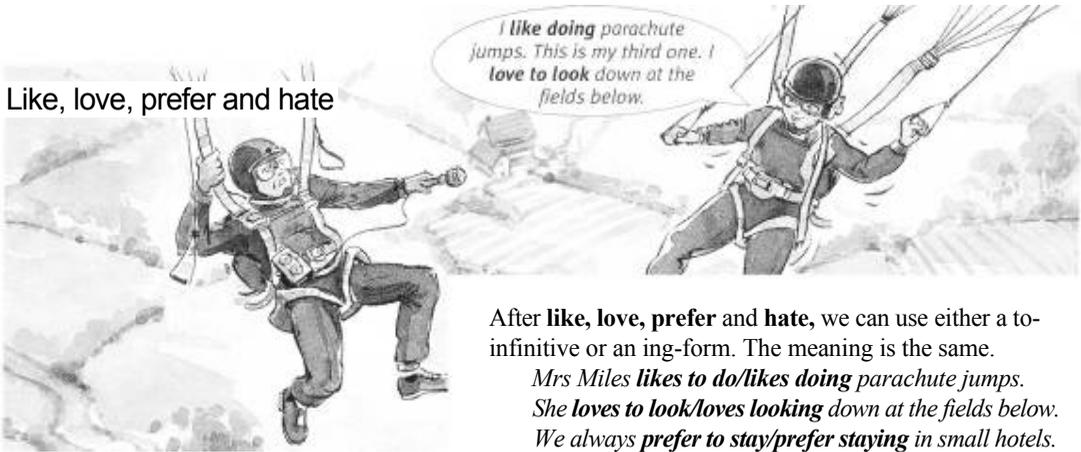 I like doing parachute
jumps. This is my third one. I
love to look down at the
fields below.
Like, love, prefer and hate
After like, love, prefer and hate, we can use either a to-
infinitive or an ing-form. The meaning is the same.
Mrs Miles likes to do/likes doing parachute jumps.
She loves to look/loves looking down at the fields below.
We always prefer to stay/prefer staying in small hotels.